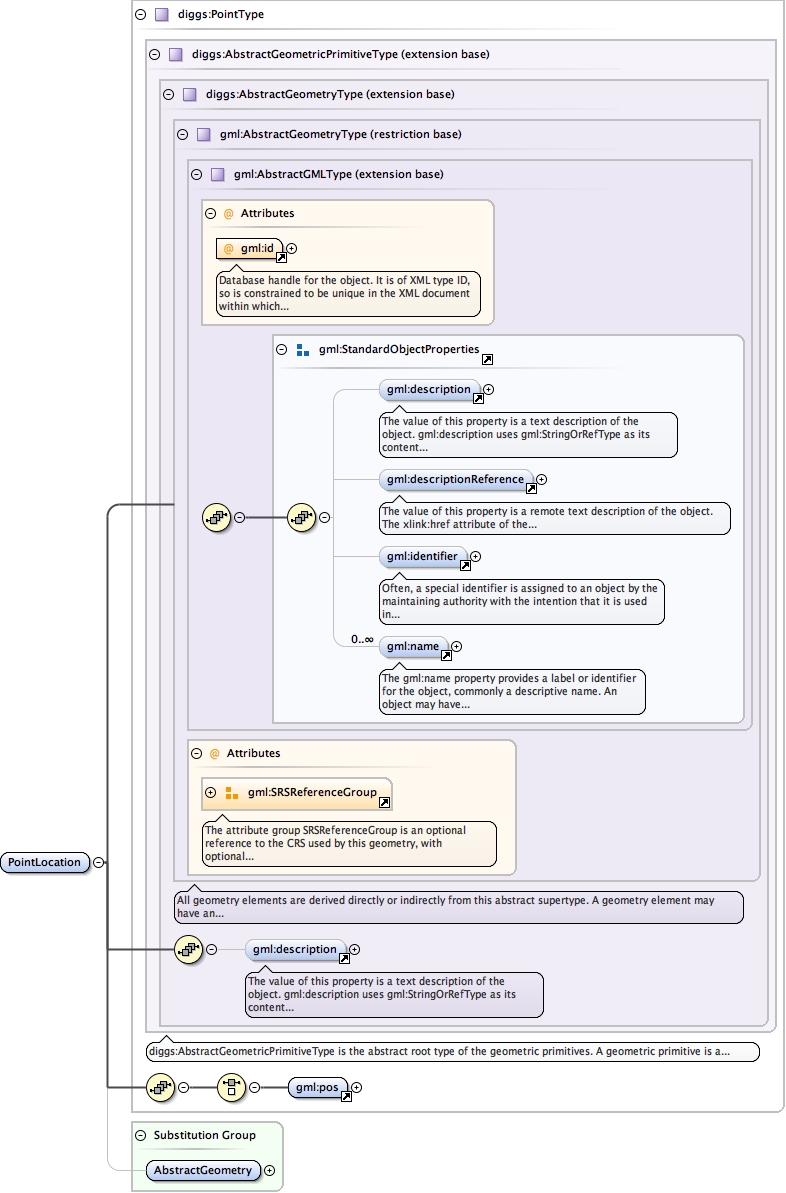 diggs:PointType
diggs:AbstractGeometricPrimitiveType (extension base)
diggs:AbstractGeometryType (extension base)
gml:AbstractGeometryType (restriction base)
gml:AbstractGMLType (extension base)
@ Attributes
@ gml:id
Database handle for the object. It is of XML type ID,
so is constrained to be unique in the XML document
within which...
gml:StandardObjectProperties
gml:description
The value of this property is a text description of the
object. gml:description uses gml:StringOrRefType as its
content...
gml:descriptionReference
The value of this property is a remote text description of the object.
The xlink:href attribute of the...
gml:identifier
Often, a special identifier is assigned to an object by the
maintaining authority with the intention that it is used
in...
0..∞
gml:name
The gml:name property provides a label or identifier
for the object, commonly a descriptive name. An
object may have...
@ Attributes
gml:SRSReferenceGroup
The attribute group SRSReferenceGroup is an optional
reference to the CRS used by this geometry, with
optional...
PointLocation
All geometry elements are derived directly or indirectly from this abstract supertype. A geometry element may
have an...
gml:description
The value of this property is a text description of the
object. gml:description uses gml:StringOrRefType as its
content...
diggs:AbstractGeometricPrimitiveType is the abstract root type of the geometric primitives. A geometric primitive is a...
gml:pos
Substitution Group
AbstractGeometry